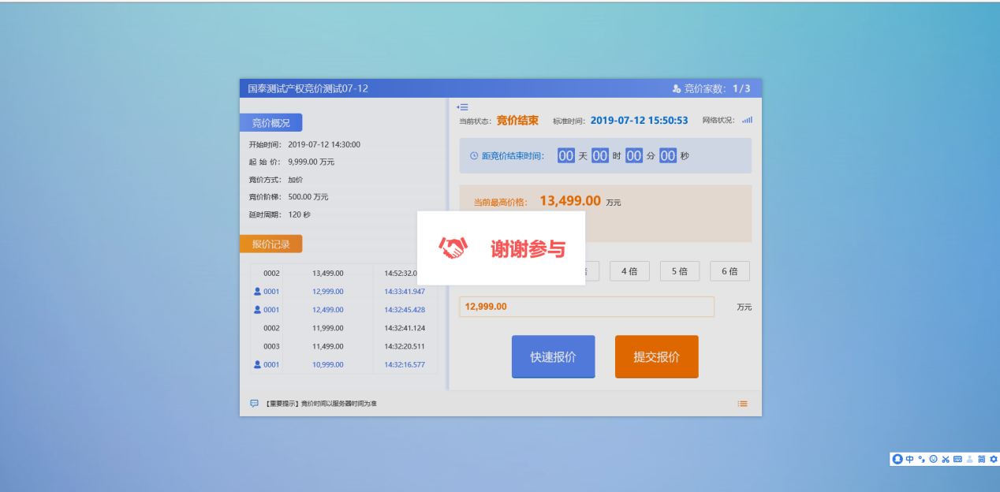 国泰测试产权竞价测试07-12
竞价家数: 1/3
竞价概况
开始时间: 2019-07-12 14:30:00
起 始 价: 9,999.00 万元
竞价方式: 加价
竞价阶梯: 500.00 万元
延时周期: 120 秒
报价记录
0002 13,499.00 14:52:32.0
0001 12,999.00 14:33:41.947
0001 12,499.00 14:32:45.428
0002 11,999.00 14:32:41.124
0003 11,499.00 14:32:20.511
0001 10,999.00 14:32:16.577
当前状态: 竞价结束 标准时间: 2019-07-12 15:50:53 网络状况:
距竞价结束时间: 00 天 00 时 00 分 00 秒
当前最高价格: 13,499.00 万元
谢谢参与
4 倍 5 倍 6 倍
12,999.00 万元
快速报价 提交报价
【重要提示】竞价时间以服务器时间为准
中 简